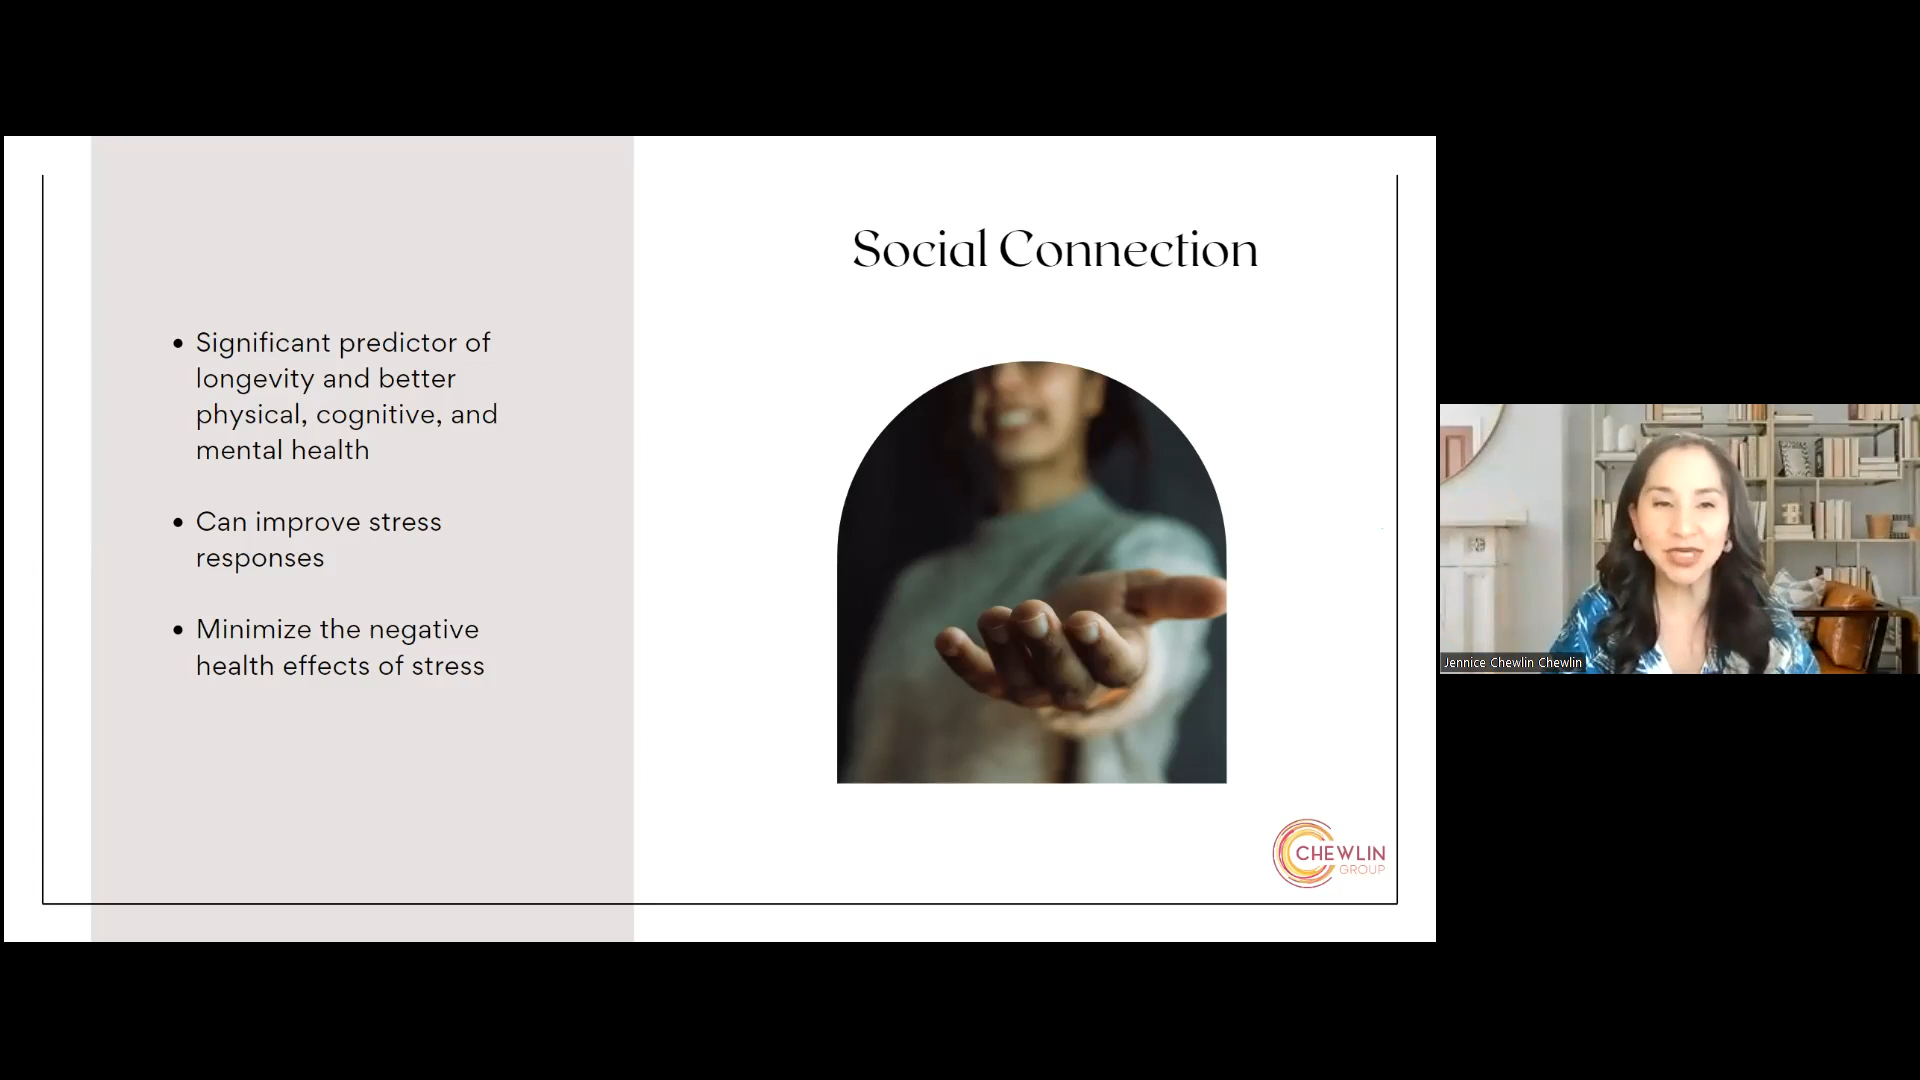 Social Connection
• Significant predictor of
longevity and better
physical, cognitive, and
mental health
• Can improve stress
responses
• Minimize the negative
health effects of stress
CHEWLIN
GROUP
Jennice Chewlin Chewlin